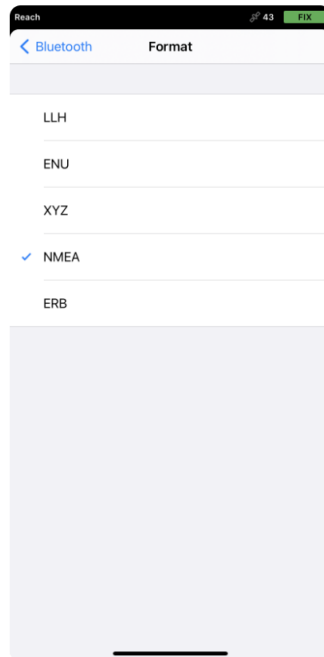 Reach 43 FIX
Bluetooth Format
LLH
ENU
XYZ
NMEA
ERB